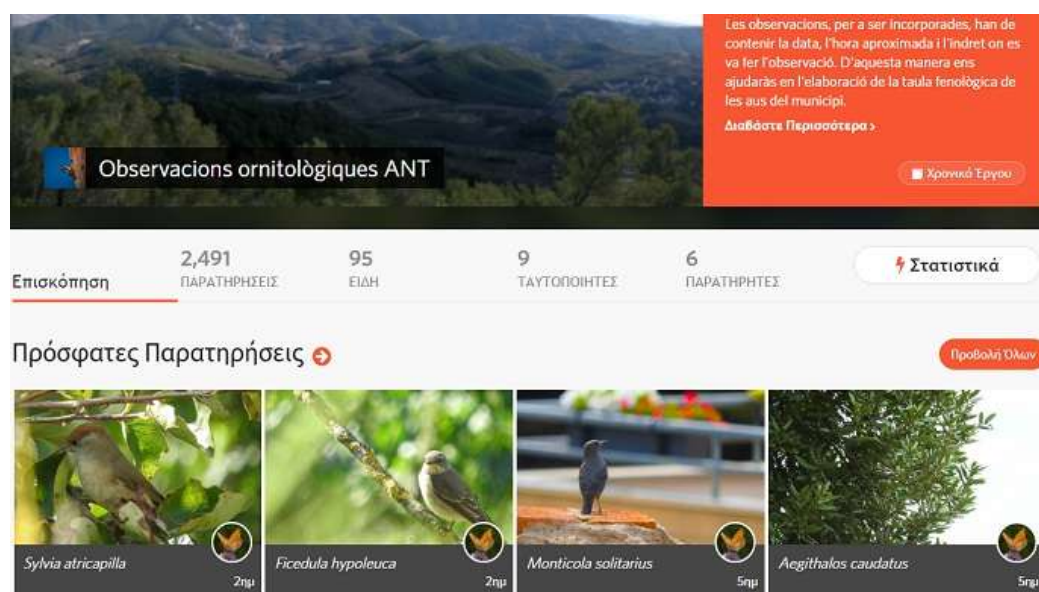 Les observacions, per a ser incorporades, han de
contenir la data, l'hora aproximada i l'indret on es
va fer l'observació. D'aquesta manera ens
ajudaràs en l'elaboració de la taula fenològica de
les aus del municipi.
Διαβάστε Περισσότερα >
Observacions ornitològiques ANT
Χρονικό Έργου
Επισκόπηση
2,491
ΠΑΡΑΤΗΡΗΣΕΙΣ
95
ΕΙΔΗ
9
ΤΑΥΤΟΠΟΙΗΤΕΣ
6
ΠΑΡΑΤΗΡΗΤΕΣ
Στατιστικά
Πρόσφατες Παρατηρήσεις
Προβολή Όλων
Sylvia atricapilla
2ημ
Ficedula hypoleuca
2ημ
Monticola solitarius
5ημ
Aegithalos caudatus
5ημ